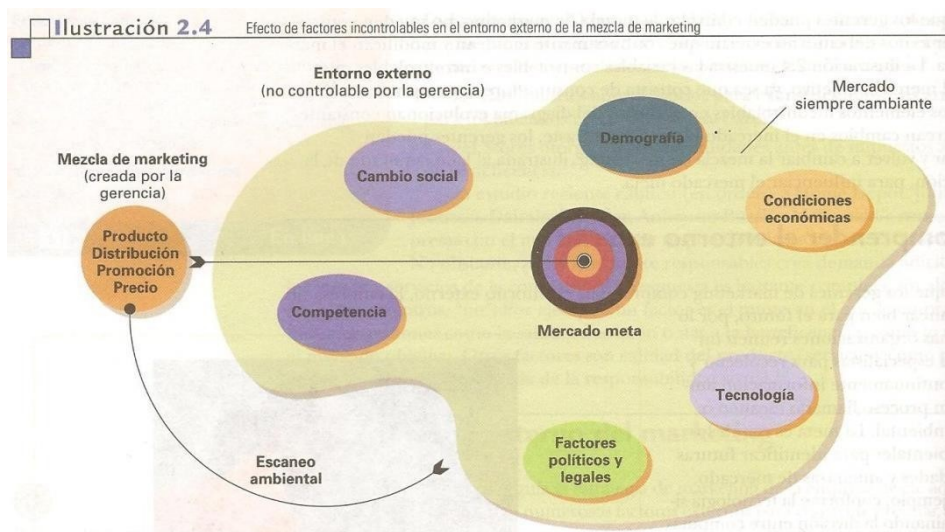 Ilustración 2.4
Efecto de factores incontrolables en el entorno externo de la mezcla de marketing
Entorno externo
(no controlable por la gerencia)
Mercado
siempre cambiante
Demografía
Mezcla de marketing
(creada por la
gerencia)
Cambio social
Condiciones
económicas
Producto
Distribución
Promoción
Precio
Competencia
Mercado meta
Tecnología
Factores
políticos y
legales
Escaneo
ambiental